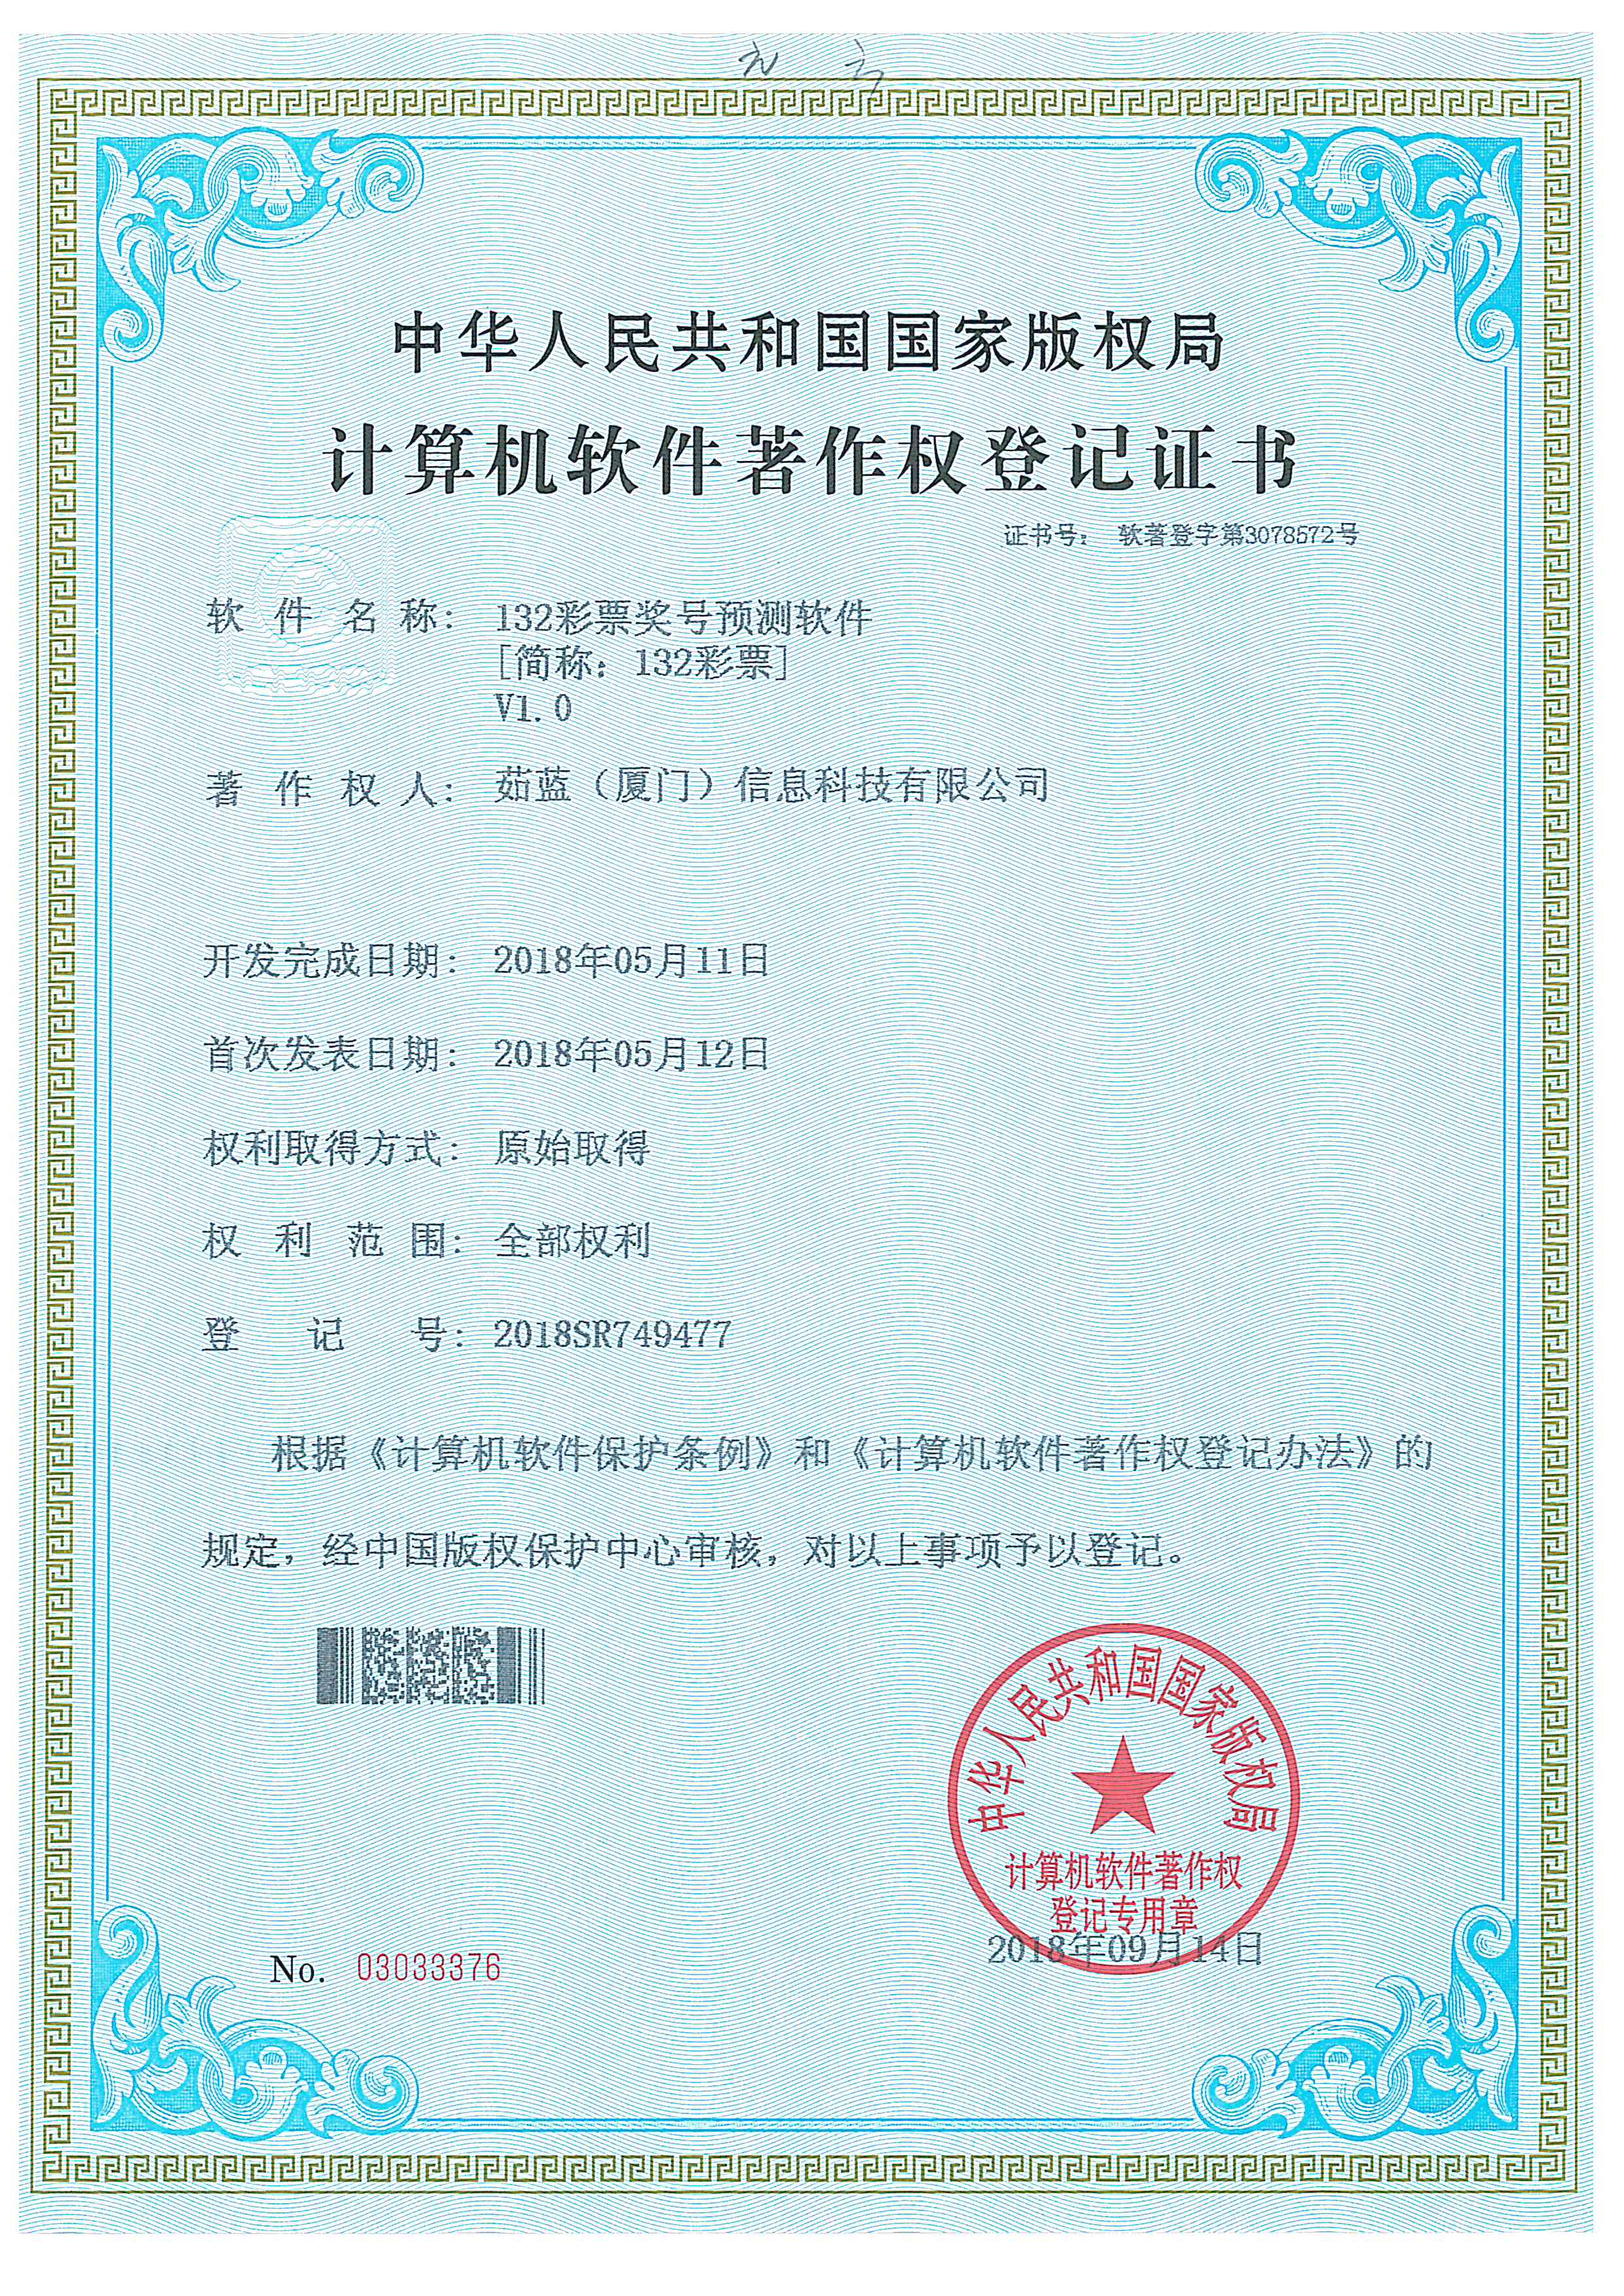 中华人民共和国国家版权局
计算机软件著作权登记证书
证书号: 软著登字第3078572号
软件名称: 132彩票奖号预测软件
[简称: 132彩票]
V1.0
著作权人: 茹蓝（厦门）信息科技有限公司
开发完成日期: 2018年05月11日
首次发表日期: 2018年05月12日
权利取得方式: 原始取得
权利范围: 全部权利
登记号: 2018SR749477
根据《计算机软件保护条例》和《计算机软件著作权登记办法》的
规定，经中国版权保护中心审核，对以上事项予以登记。
中华人民共和国国家版权局
计算机软件著作权
登记专用章
2018年09月14日
No. 03033376